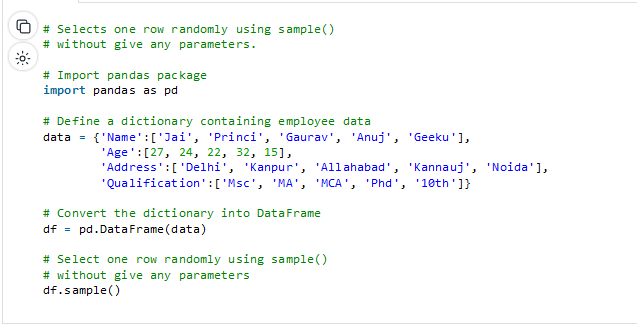 # Selects one row randomly using sample()
# without give any parameters.
# Import pandas package
import pandas as pd
# Define a dictionary containing employee data
data = {'Name':['Jai', 'Princi', 'Gaurav', 'Anuj', 'Geeku'],
'Age':[27, 24, 22, 32, 15],
'Address':['Delhi', 'Kanpur', 'Allahabad', 'Kannauj', 'Noida'],
'Qualification':['Msc', 'MA', 'MCA', 'Phd', '10th']}
# Convert the dictionary into DataFrame
df = pd.DataFrame(data)
# Select one row randomly using sample()
# without give any parameters
df.sample()